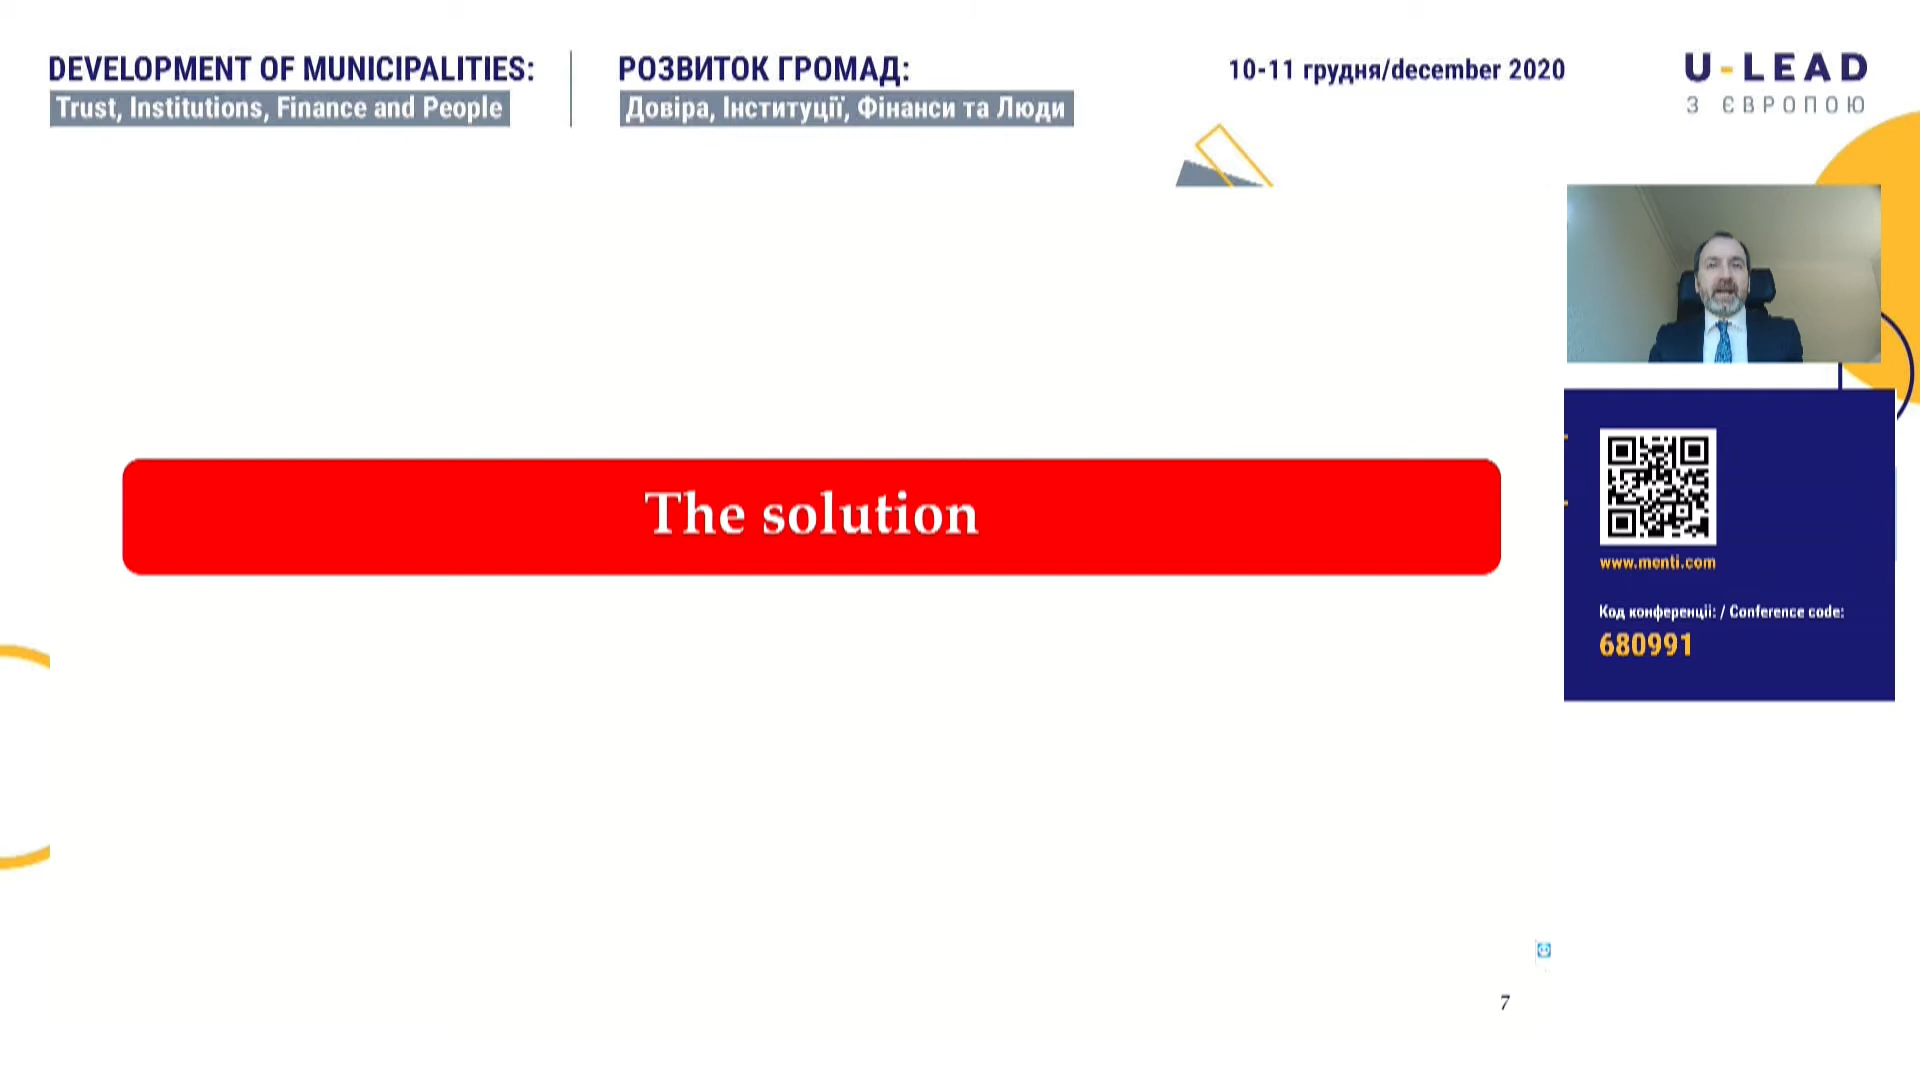 DEVELOPMENT OF MUNICIPALITIES:
Trust, Institutions, Finance and People
РОЗВИТОК ГРОМАД:
Довіра, Інституції, Фінанси та Люди
10-11 грудня/december 2020
U-LEAD
З ЄВРОПОЮ
The solution
www.menti.com
Код конференції: / Conference code:
680991
7